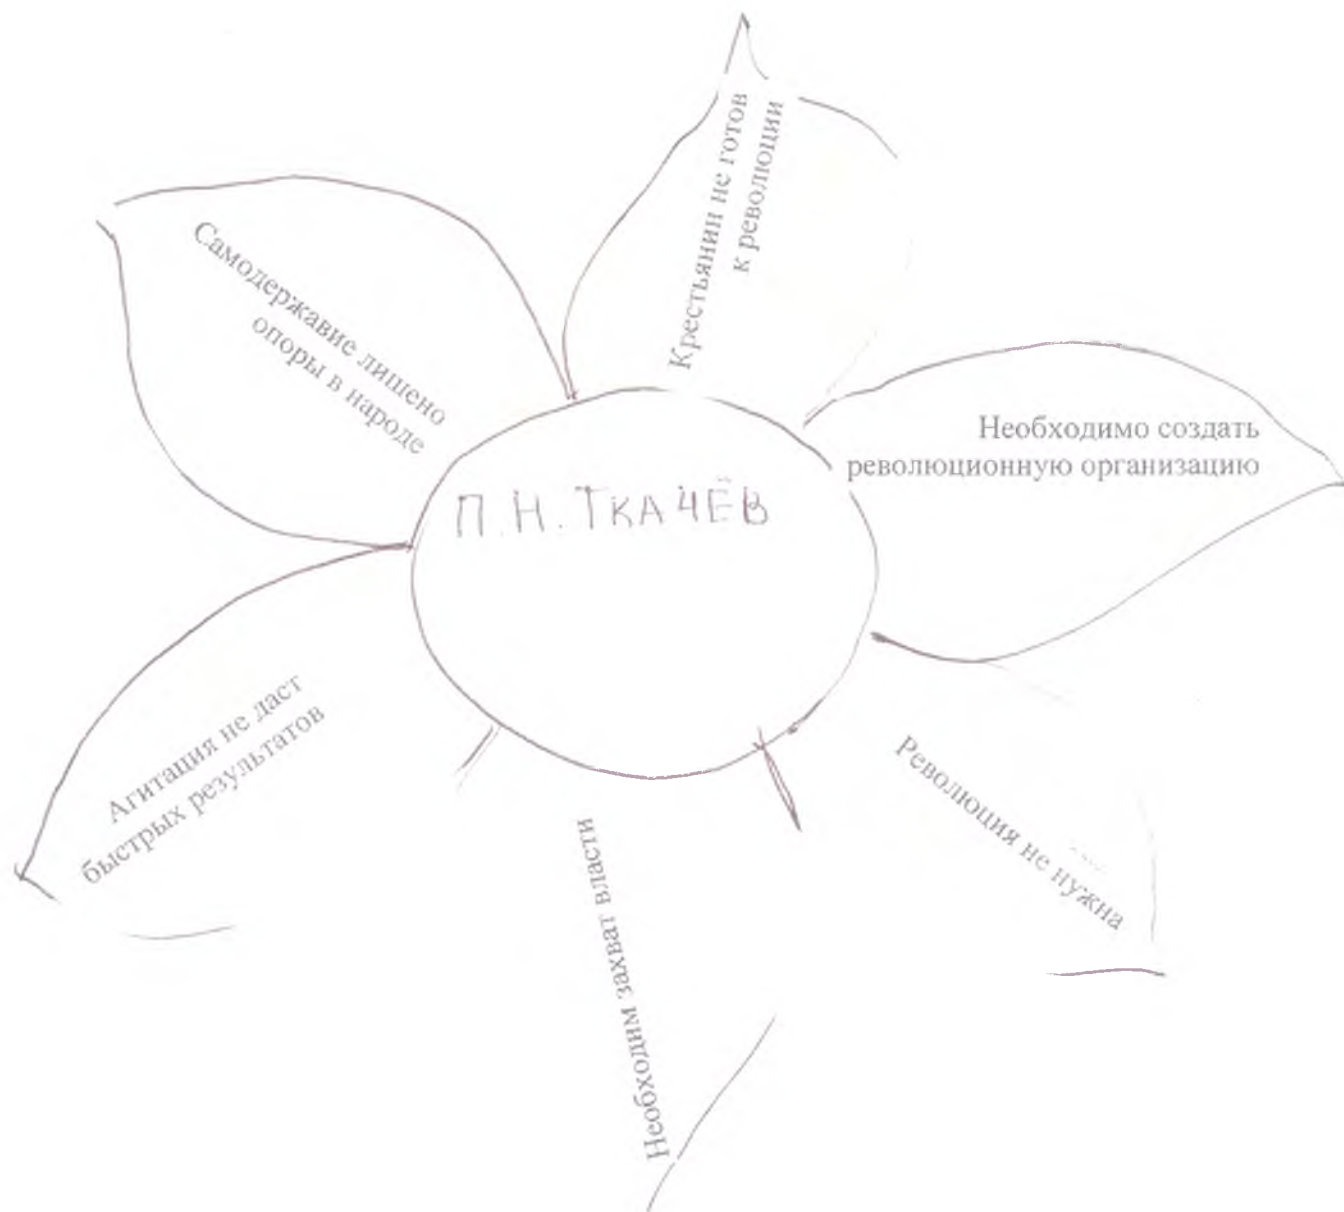 Крестьянин не готов
к революции
Самодержавие лишено
опоры в народе
Необходимо создать
революционную организацию
П.Н.ТКАЧЁВ
Агитация не даст
быстрых результатов
Революция не нужна
Необходим захват власти